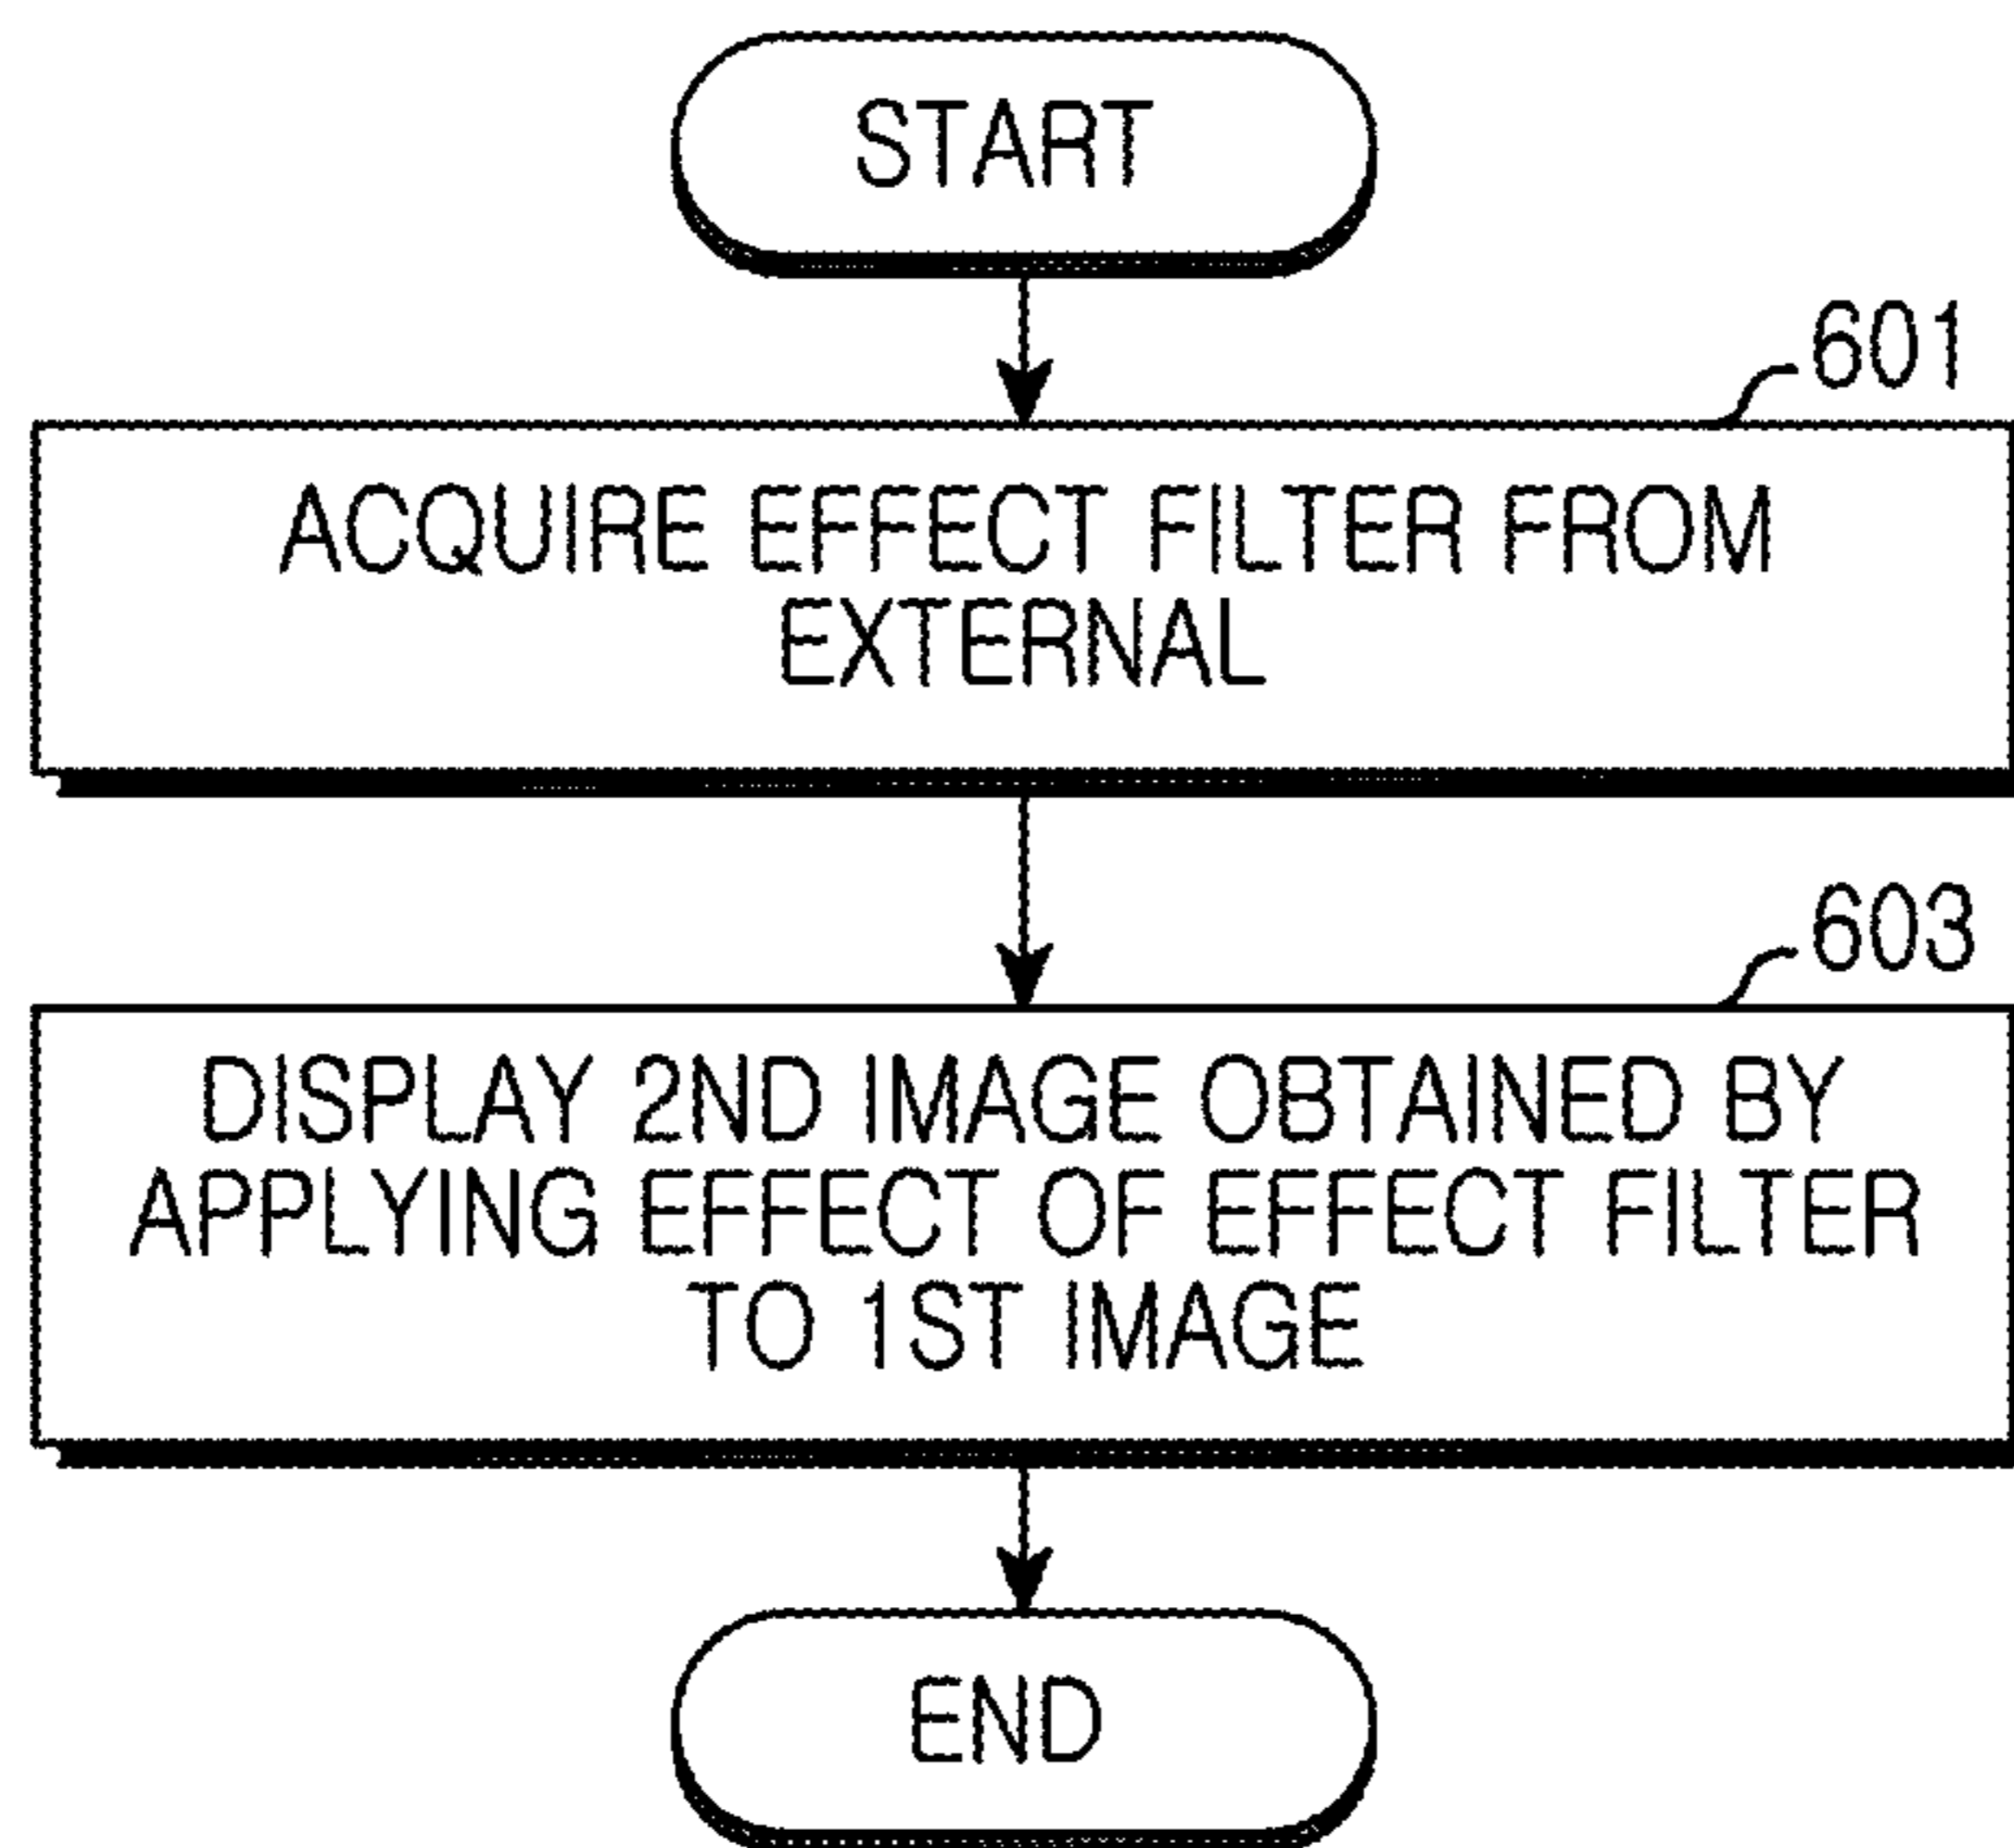 START
601
ACQUIRE EFFECT FILTER FROM
EXTERNAL
603
DISPLAY 2ND IMAGE OBTAINED BY
APPLYING EFFECT OF EFFECT FILTER
TO 1ST IMAGE
END